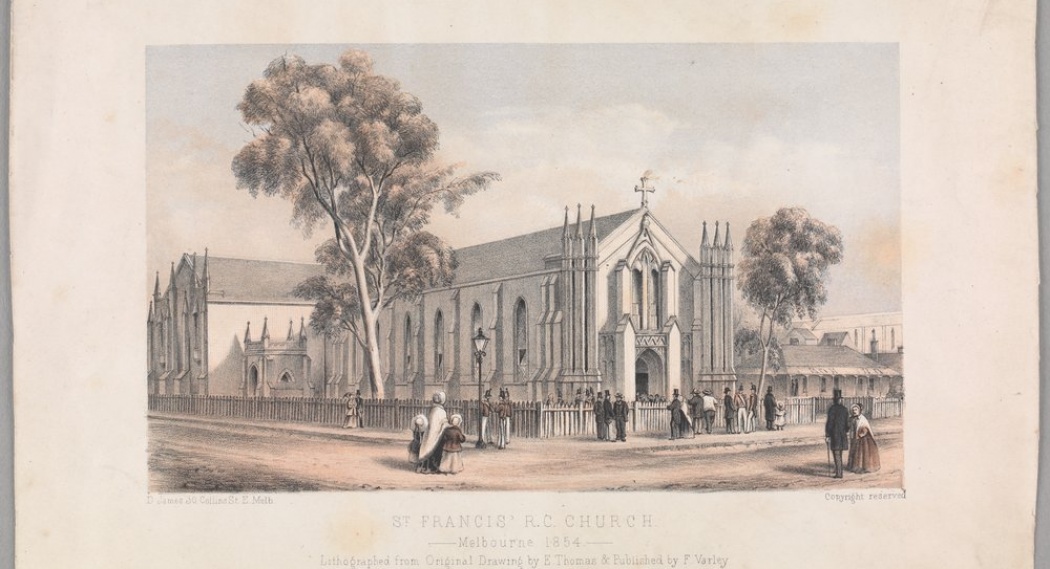 D. James 50 Collins St. E. Melb.
Copyright reserved
ST FRANCIS' R.C. CHURCH.
Melbourne 1854.
Lithographed from Original Drawing by E. Thomas & Published by F. Varley